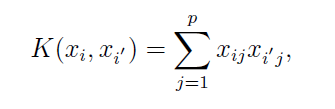 $K(x_i, x_{i'}) = \sum_{j=1}^{p} x_{ij} x_{i'j},$